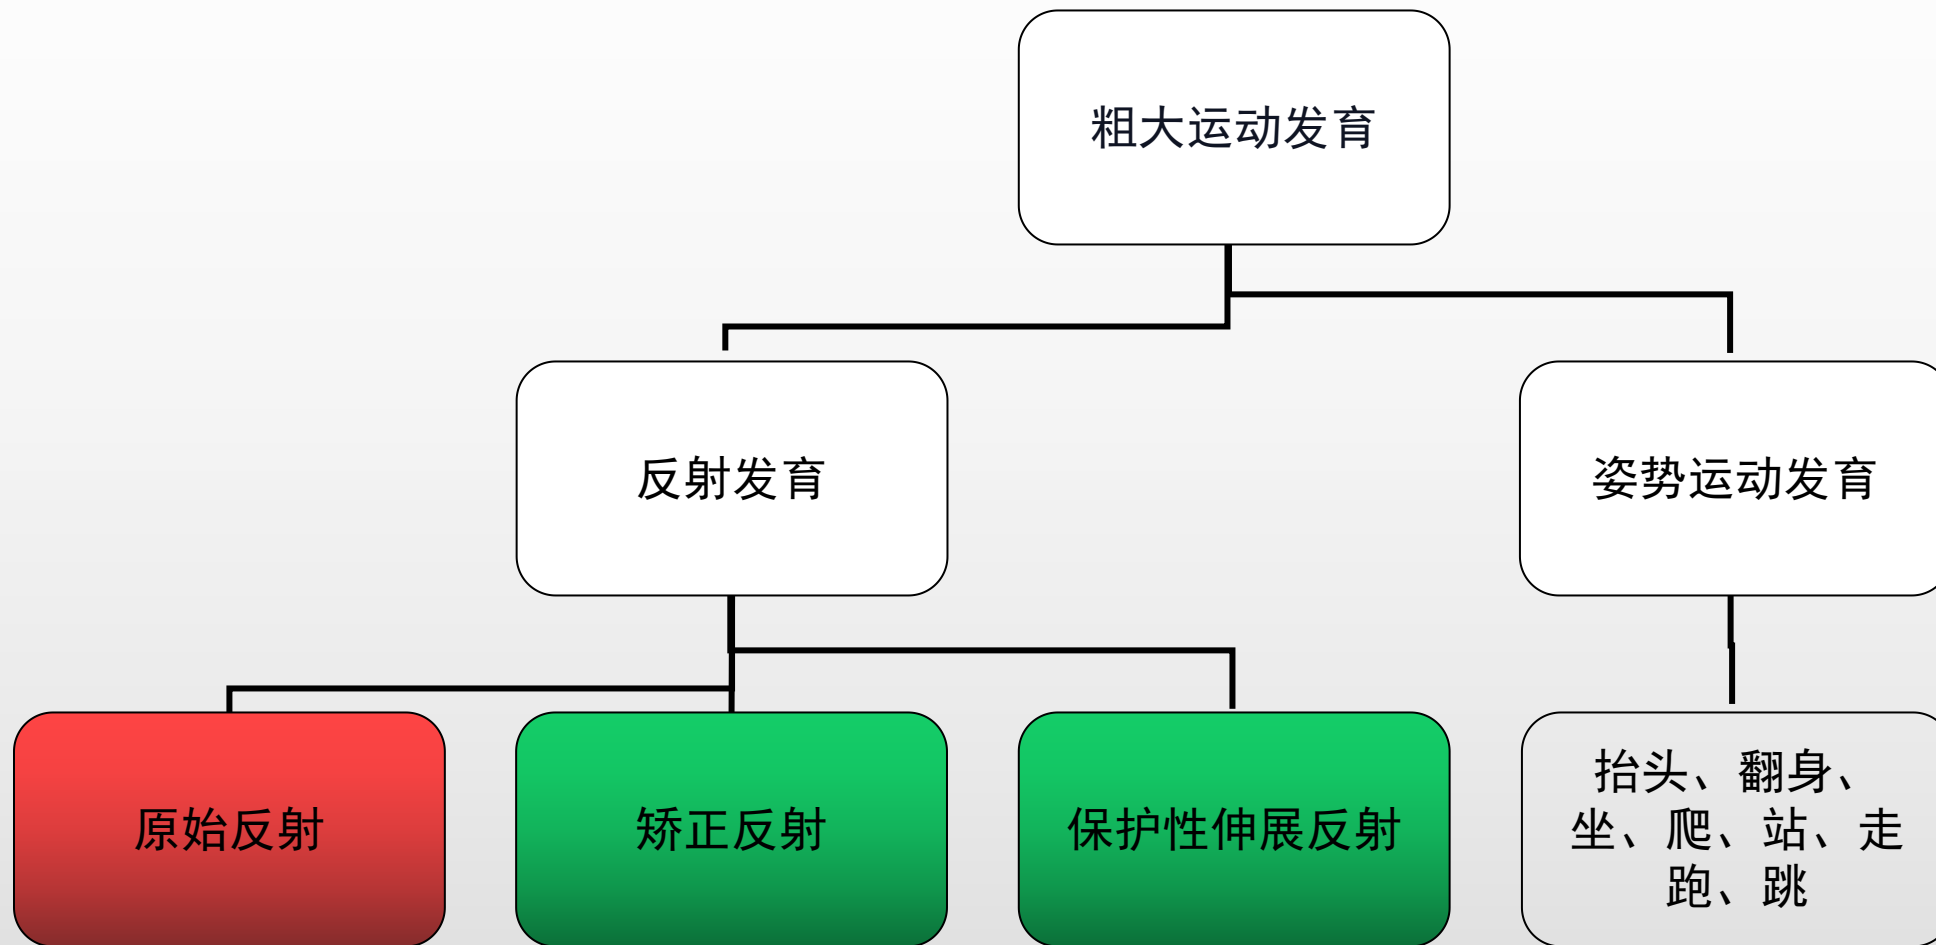 粗大运动发育
反射发育
姿势运动发育
原始反射
矫正反射
保护性伸展反射
抬头、翻身、
坐、爬、站、走
跑、跳